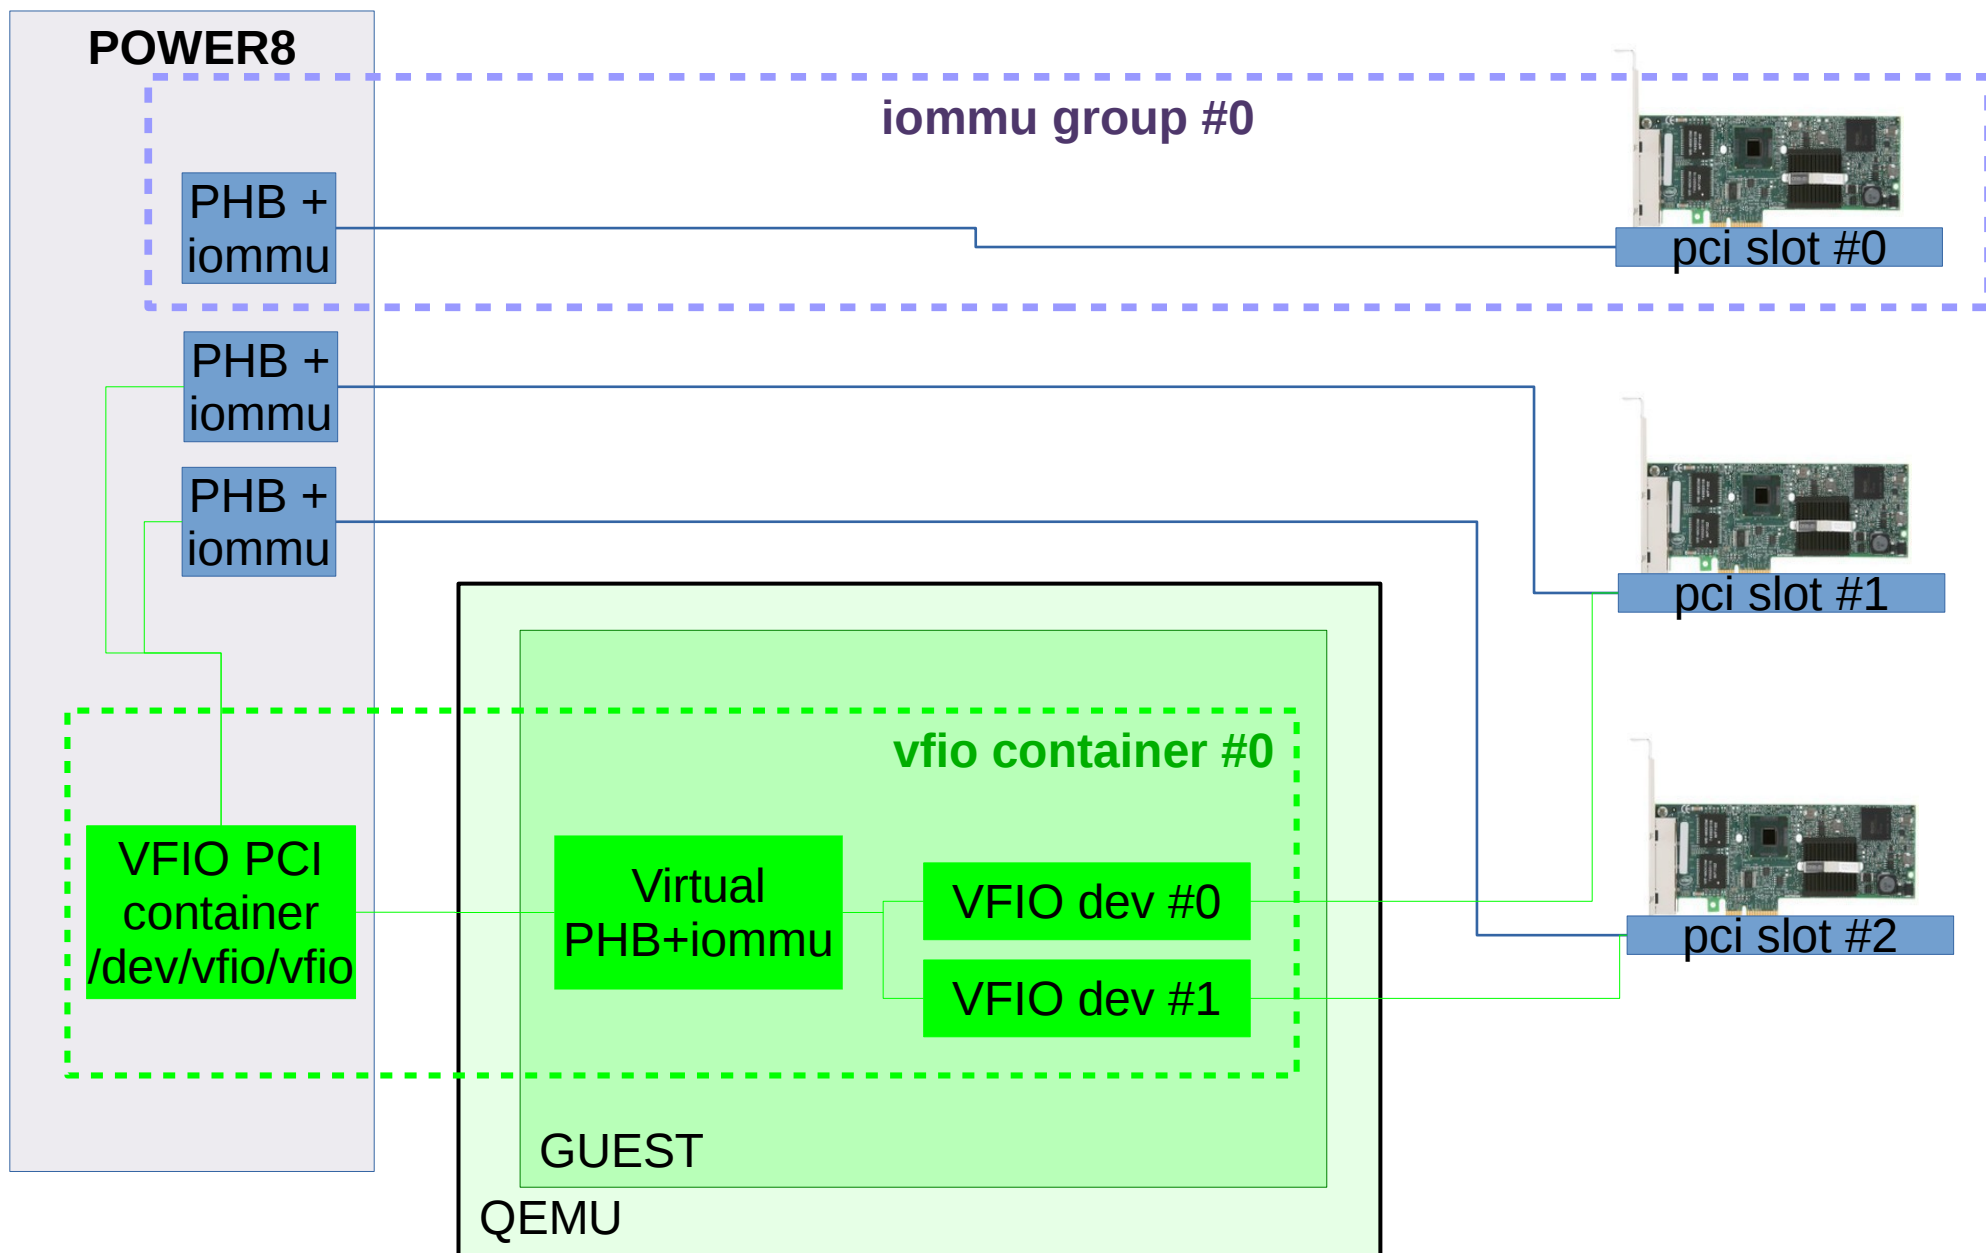 POWER8
iommu group #0
PHB +
iommu
pci slot #0
PHB +
iommu
PHB +
iommu
pci slot #1
vfio container #0
VFIO PCI
container
/dev/vfio/vfio
Virtual
PHB+iommu
VFIO dev #0
VFIO dev #1
pci slot #2
GUEST
QEMU